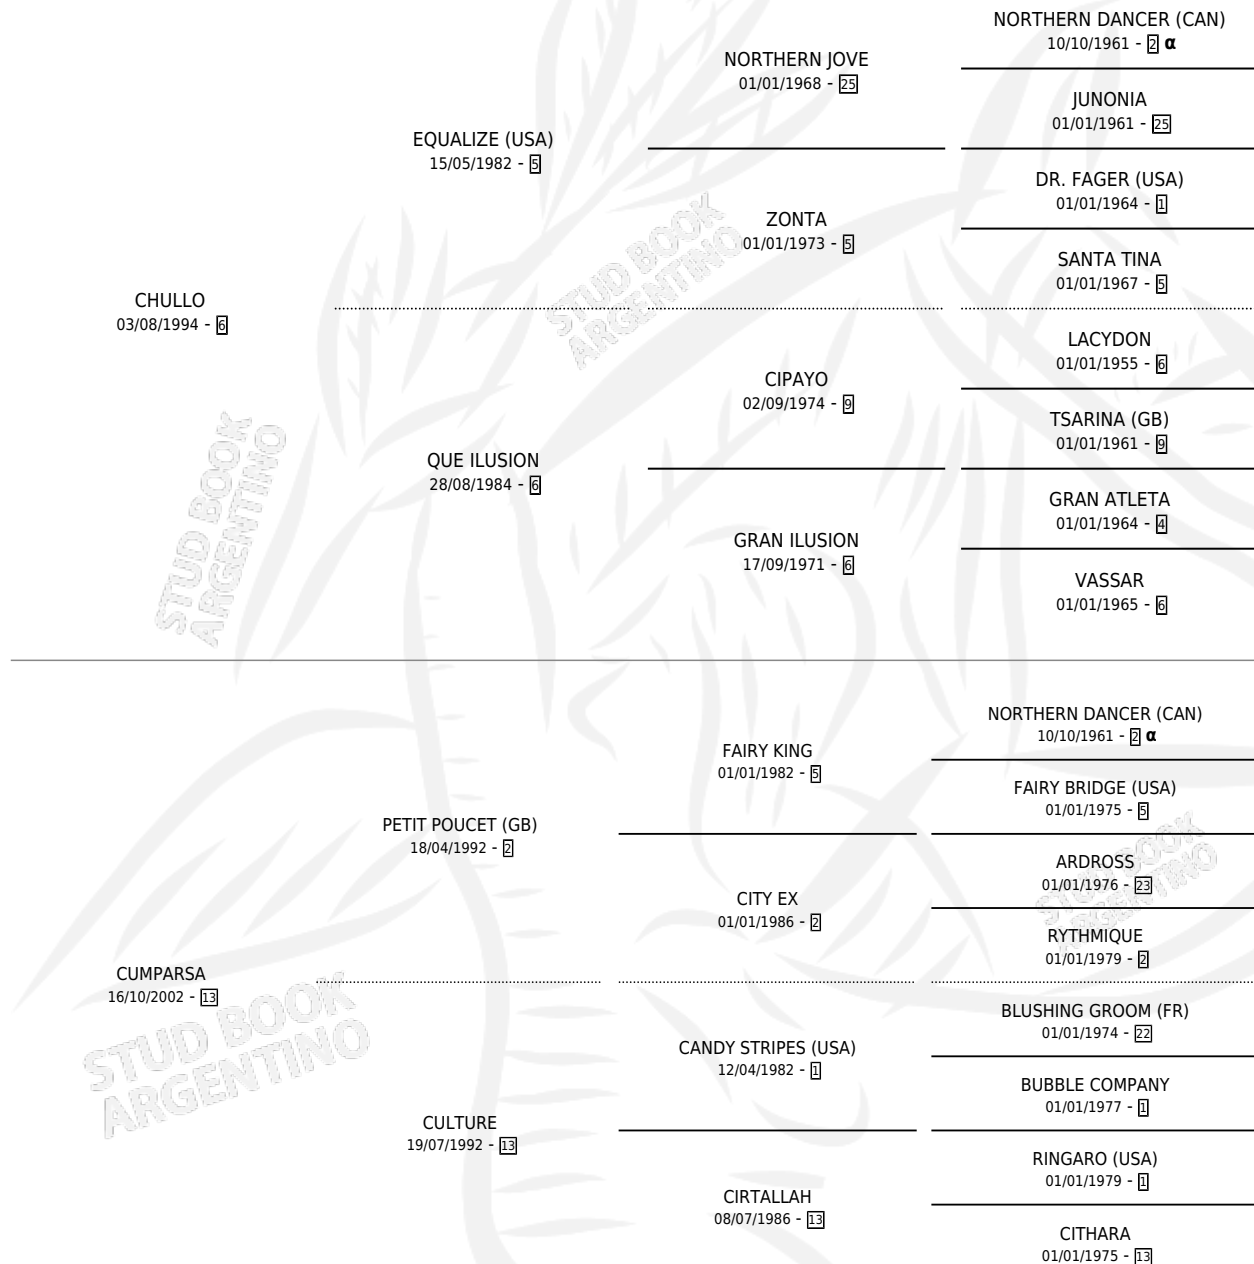 NORTHERN DANCER (CAN)
10/10/1961 - 2 α
NORTHERN JOVE
01/01/1968 - 25
JUNONIA
01/01/1961 - 25
EQUALIZE (USA)
15/05/1982 - 5
DR. FAGER (USA)
01/01/1964 - 1
ZONTA
01/01/1973 - 5
SANTA TINA
01/01/1967 - 5
STUD BOOK
ARGENTINO
CHULLO
03/08/1994 - 6
LACYDON
01/01/1955 - 6
CIPAYO
02/09/1974 - 9
TSARINA (GB)
01/01/1961 - 9
QUE ILUSION
28/08/1984 - 6
GRAN ATLETA
01/01/1964 - 4
GRAN ILUSION
17/09/1971 - 6
VASSAR
01/01/1965 - 6
STUD BOOK
ARGENTINO
NORTHERN DANCER (CAN)
10/10/1961 - 2 α
FAIRY KING
01/01/1982 - 5
FAIRY BRIDGE (USA)
01/01/1975 - 5
PETIT POUCET (GB)
18/04/1992 - 2
ARDROSS
01/01/1976 - 23
CITY EX
01/01/1986 - 2
RYTHMIQUE
01/01/1979 - 2
STUD BOOK
ARGENTINO
CUMPARSA
16/10/2002 - 13
BLUSHING GROOM (FR)
01/01/1974 - 22
CANDY STRIPES (USA)
12/04/1982 - 1
BUBBLE COMPANY
01/01/1977 - 1
STUD BOOK
ARGENTINO
CULTURE
19/07/1992 - 13
RINGARO (USA)
01/01/1979 - 1
CIRTALLAH
08/07/1986 - 13
CITHARA
01/01/1975 - 13